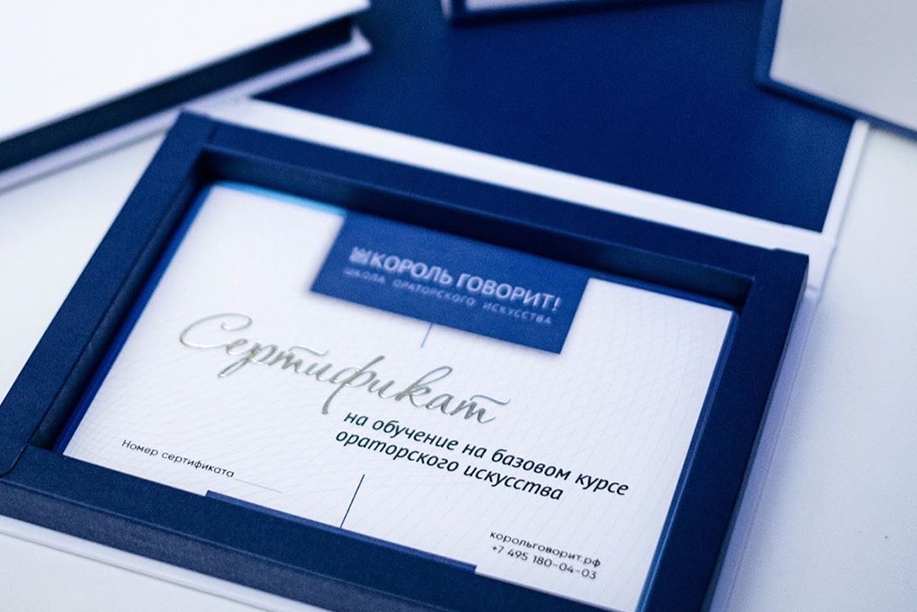 КОРОЛЬ ГОВОРИТ!
ШКОЛА ОРАТОРСКОГО ИСКУССТВА
Сертификат
на обучение на базовом курсе
ораторского искусства
Номер сертификата
корольговорит.рф
+7 495 180-04-03